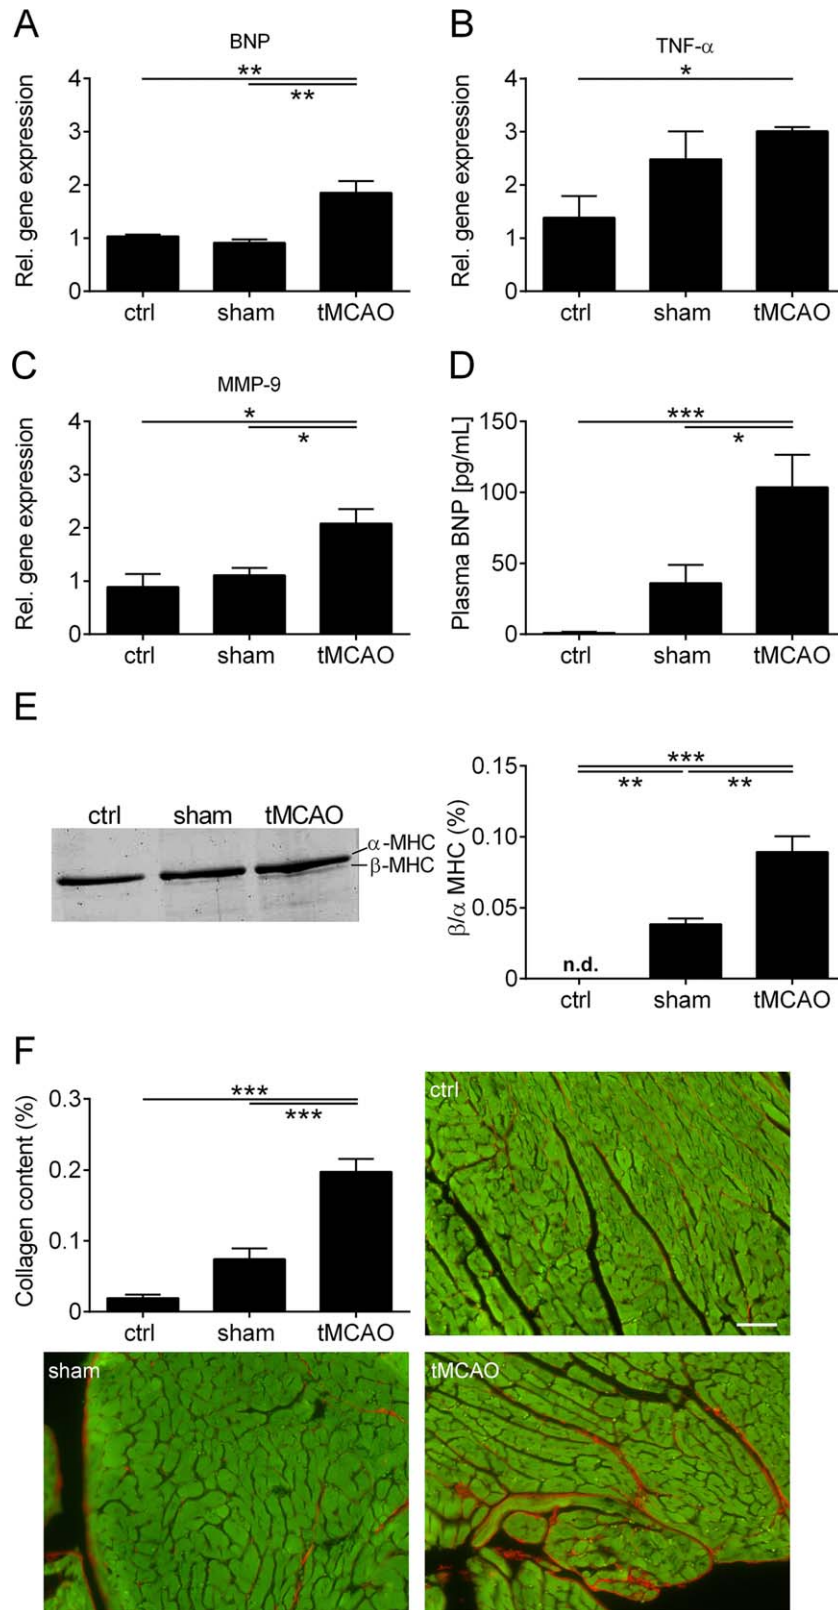 A
BNP
Rel. gene expression
4
3
2
1
0
**
**
ctrl sham tMCAO
B
TNF-α
Rel. gene expression
4
3
2
1
0
*
ctrl sham tMCAO
C
MMP-9
Rel. gene expression
4
3
2
1
0
*
*
ctrl sham tMCAO
D
Plasma BNP [pg/mL]
150
100
50
0
***
*
ctrl sham tMCAO
E
ctrl sham tMCAO
α-MHC
β-MHC
β/α MHC (%)
0.15
0.10
0.05
0
***
** **
n.d.
ctrl sham tMCAO
F
Collagen content (%)
0.3
0.2
0.1
0
***
***
ctrl sham tMCAO
ctrl
sham
tMCAO